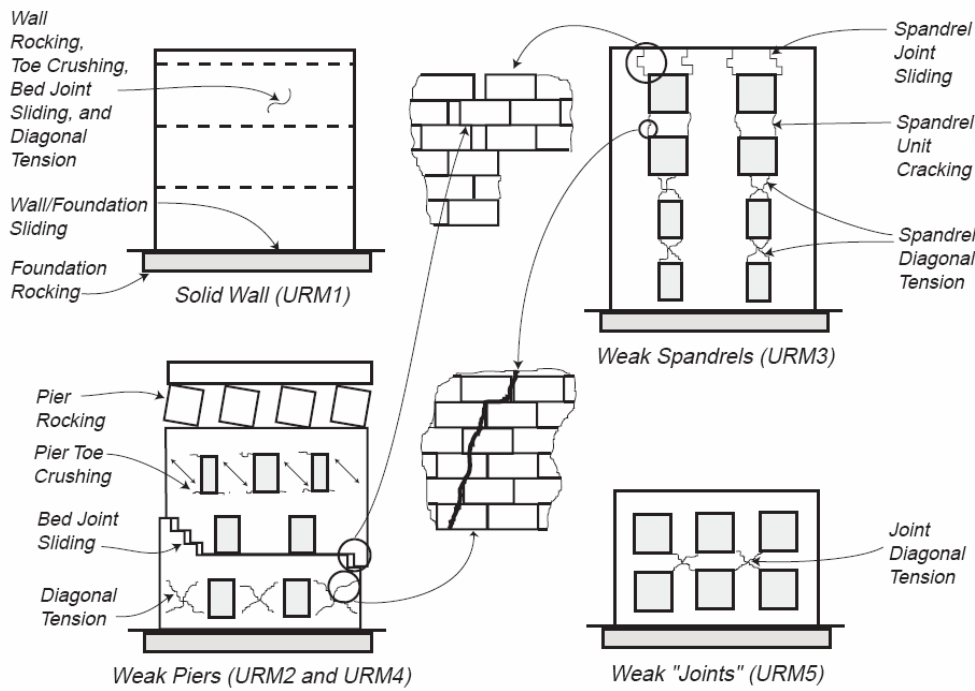 Wall
Rocking,
Toe Crushing,
Bed Joint
Sliding, and
Diagonal
Tension
Wall/Foundation
Sliding
Foundation
Rocking
Solid Wall (URM1)
Spandrel
Joint
Sliding
Spandrel
Unit
Cracking
Spandrel
Diagonal
Tension
Weak Spandrels (URM3)
Pier
Rocking
Pier Toe
Crushing
Bed Joint
Sliding
Diagonal
Tension
Weak Piers (URM2 and URM4)
Joint
Diagonal
Tension
Weak "Joints" (URM5)